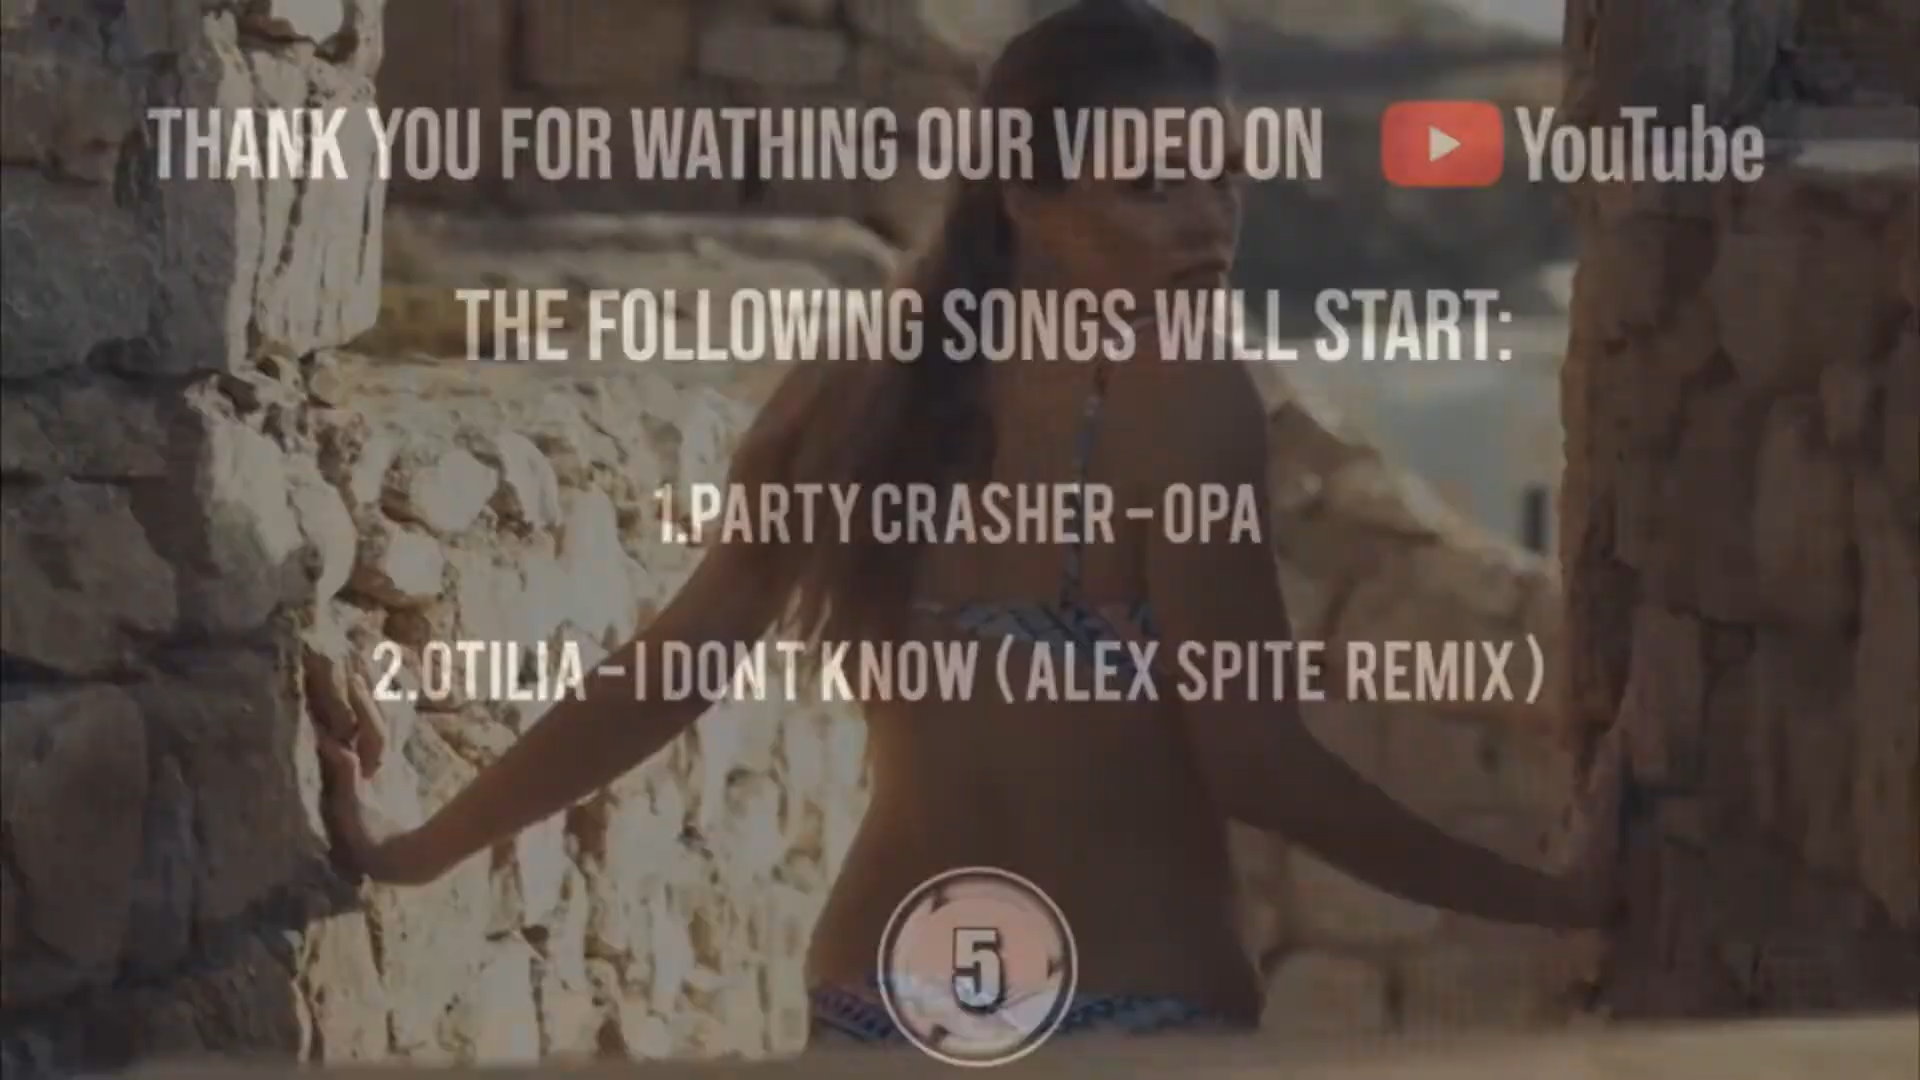 THANK YOU FOR WATHING OUR VIDEO ON YouTube
THE FOLLOWING SONGS WILL START:
1.PARTY CRASHER - OPA
2.OTILIA - I DON T KNOW ( ALEX SPITE REMIX )
5